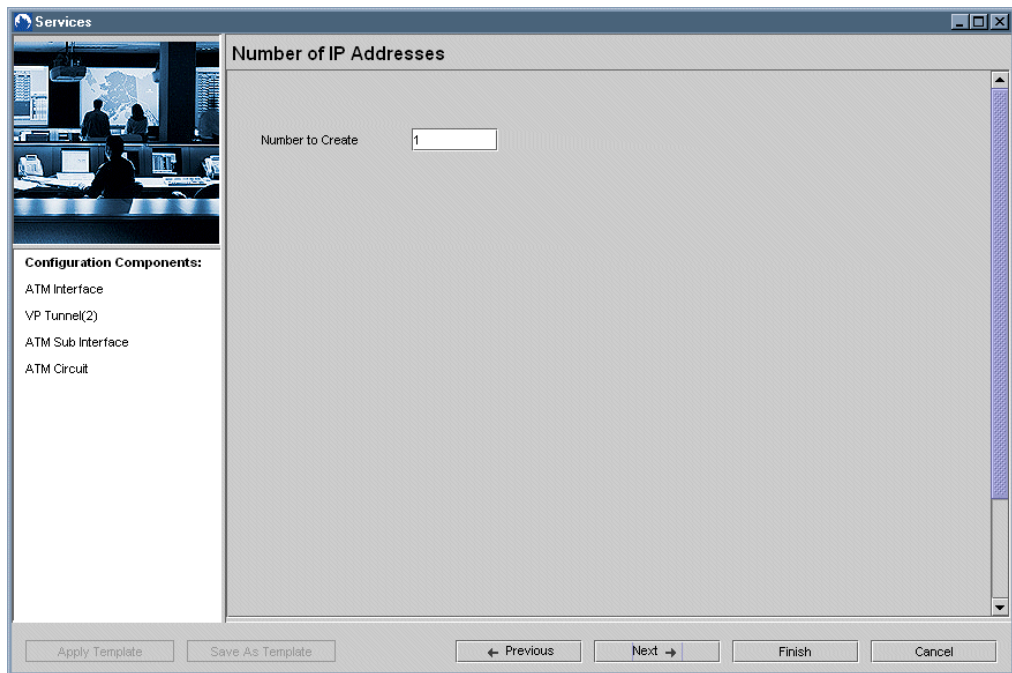 Services
Number of IP Addresses
Number to Create
1
Configuration Components:
ATM Interface
VP Tunnel(2)
ATM Sub Interface
ATM Circuit
Apply Template
Save As Template
Previous
Next
Finish
Cancel